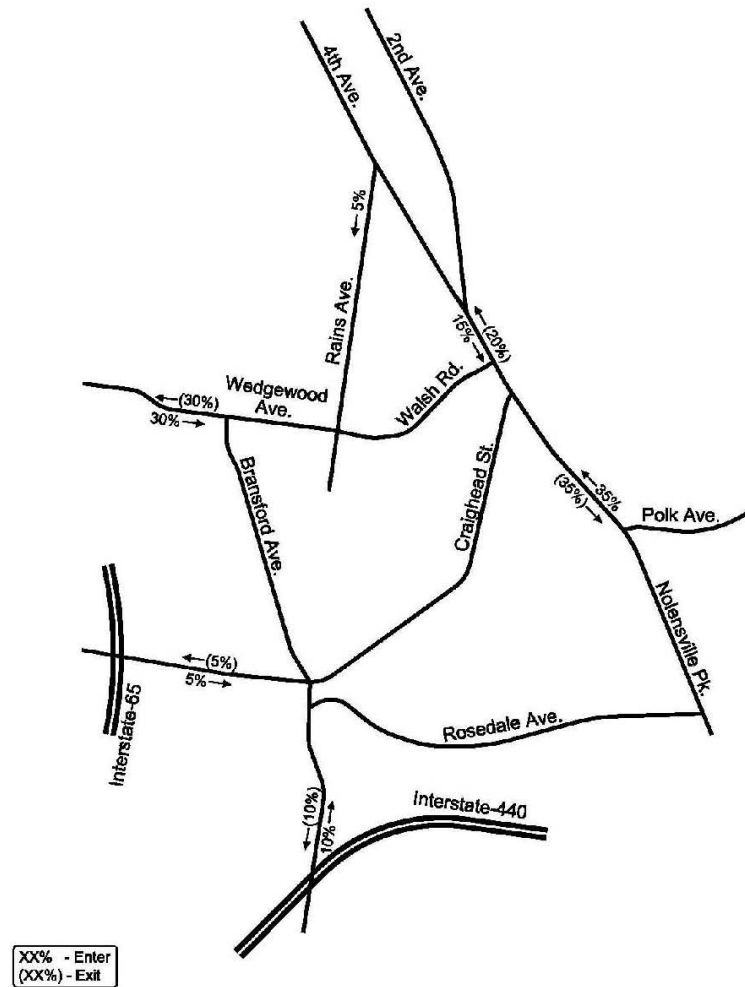 4th Ave.
2nd Ave.
←5%
Rains Ave.
15%→
←(20%)
Wedgewood
Ave.
←(30%)
30%→
Walsh Rd.
Bransford Ave.
Craighead St.
←35%
(35%)→
Polk Ave.
Nolensville Pk.
←(5%)
5%→
Interstate-65
Rosedale Ave.
←(10%)
10%→
Interstate-440
XX% - Enter
(XX%) - Exit